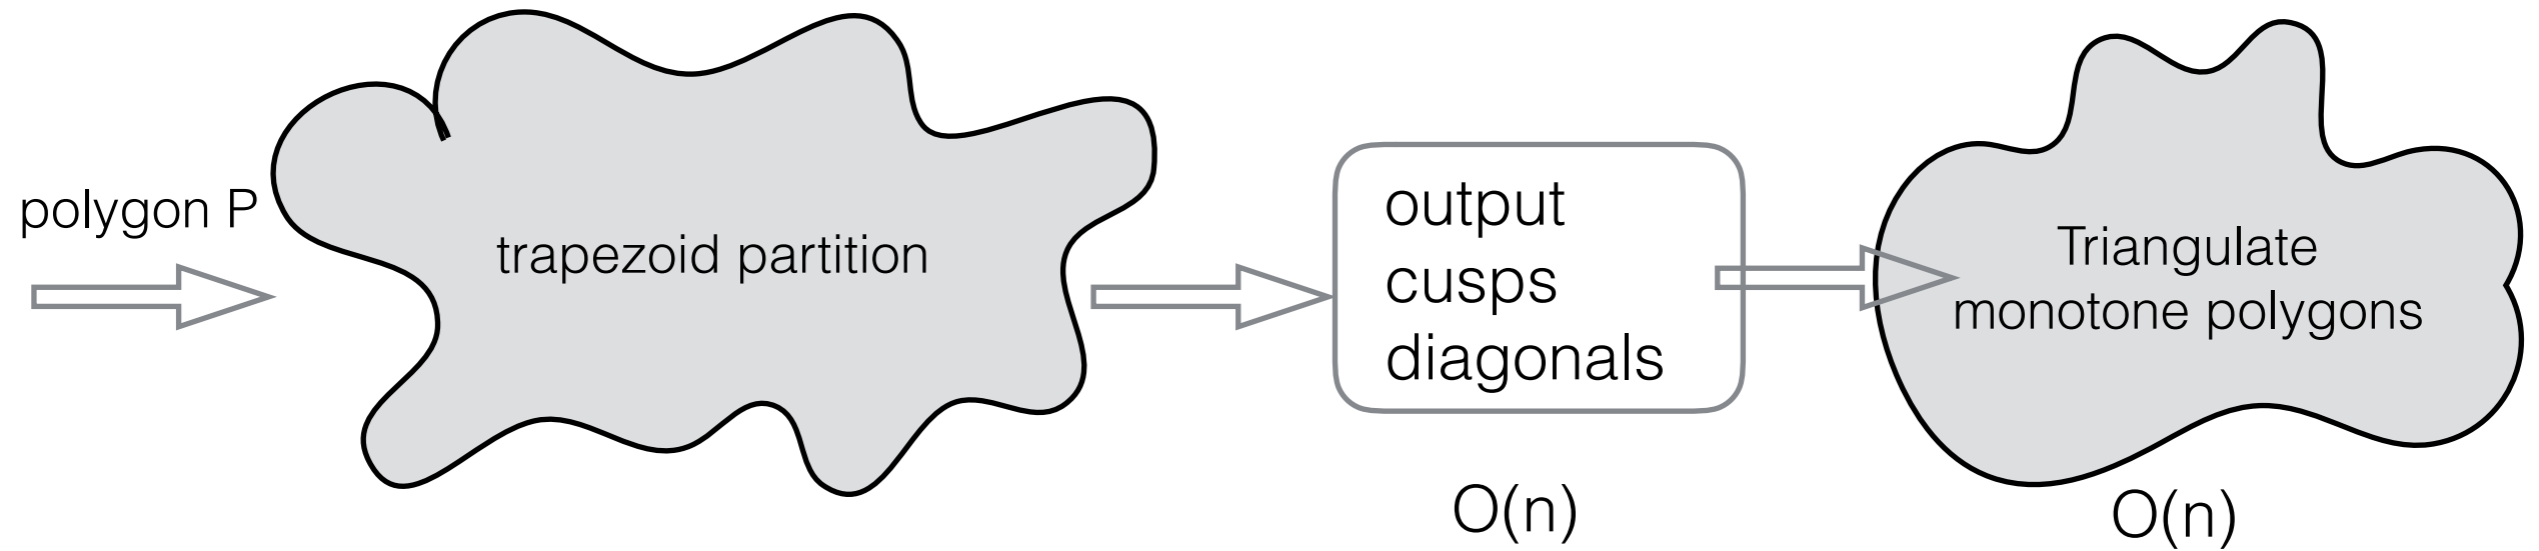 polygon P
trapezoid partition
output
cusps
diagonals
O(n)
Triangulate
monotone polygons
O(n)